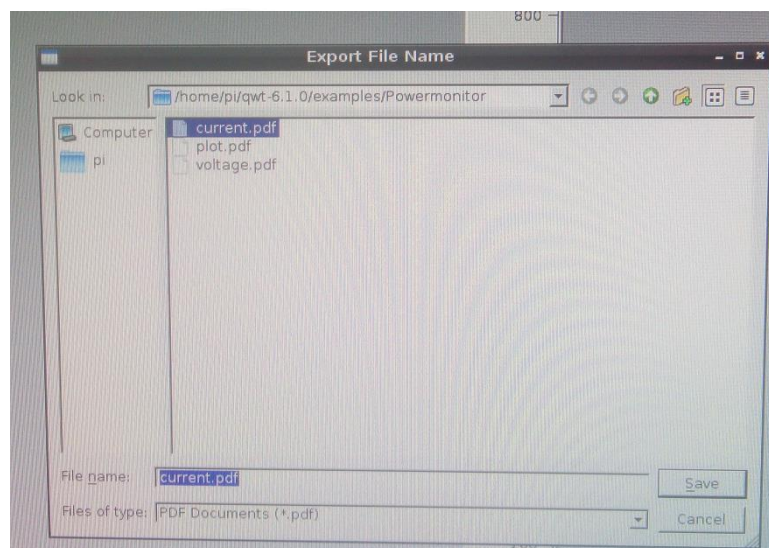 800
Export File Name
Look in: /home/pi/qwt-6.1.0/examples/Powermonitor
Computer
pi
current.pdf
plot.pdf
voltage.pdf
File name: current.pdf
Save
Files of type: PDF Documents (*.pdf)
Cancel